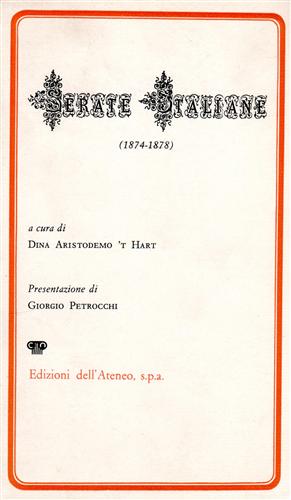 SERATE ITALIANE
(1874-1878)
a cura di
DINA ARISTODEMO 'T HART
Presentazione di
GIORGIO PETROCCHI
Edizioni dell'Ateneo, s.p.a.